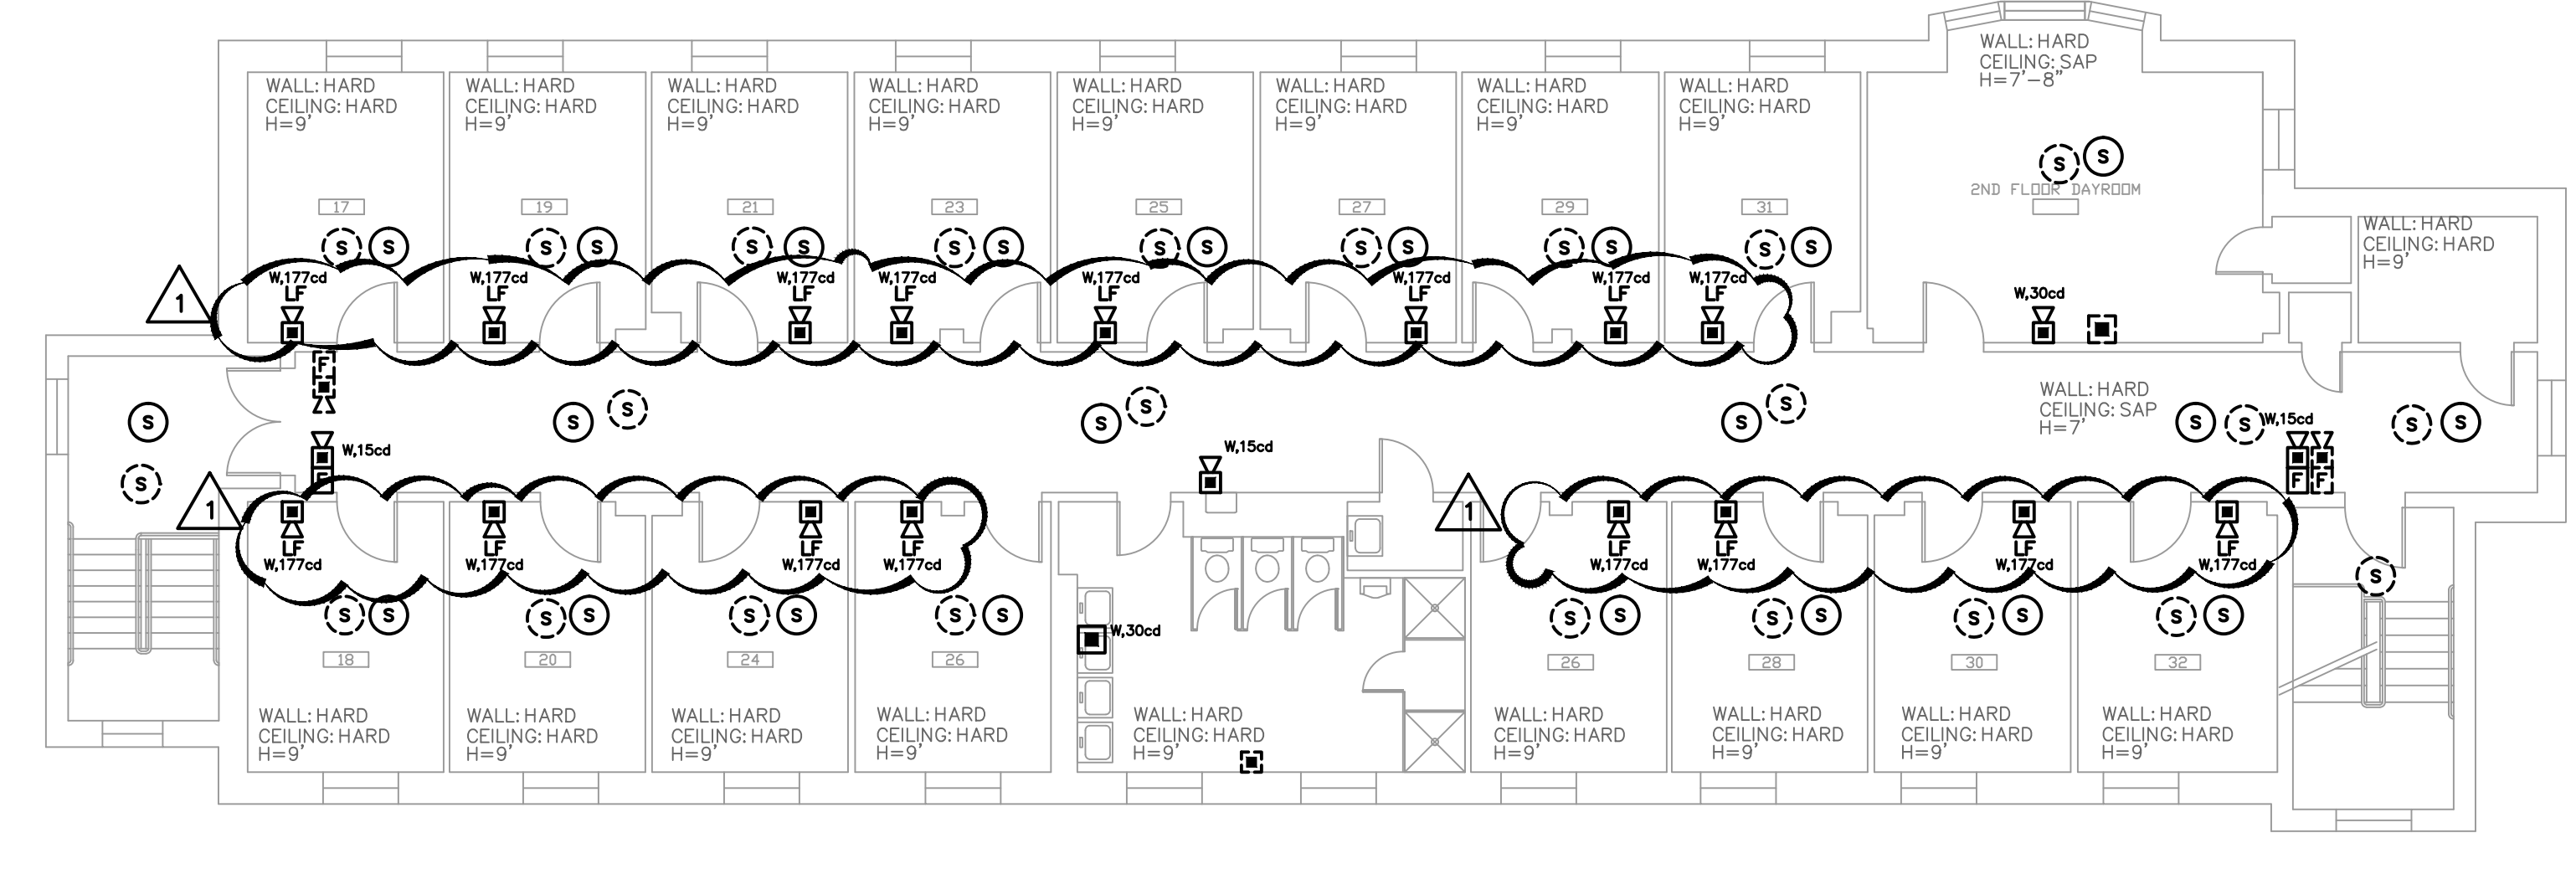 WALL: HARD
CEILING: SAP
H=7'-8"
WALL: HARD
CEILING: HARD
H=9'
WALL: HARD
CEILING: HARD
H=9'
WALL: HARD
CEILING: HARD
H=9'
WALL: HARD
CEILING: HARD
H=9'
WALL: HARD
CEILING: HARD
H=9'
WALL: HARD
CEILING: HARD
H=9'
WALL: HARD
CEILING: HARD
H=9'
WALL: HARD
CEILING: HARD
H=9'
S S
2ND FLOOR DAYROOM
17 19 21 23 25 27 29 31
WALL: HARD
CEILING: HARD
H=9'
S S S S S S S S S S S S S S S S
W,177cd W,177cd W,177cd W,177cd W,177cd W,177cd W,177cd W,177cd
LF LF LF LF LF LF LF LF
1
W,30cd
F
WALL: HARD
CEILING: SAP
H=7'
S S S S S S S S S S S
W,15cd
W,15cd
W,15cd
F F F
S
1 1
LF LF LF LF LF LF LF LF
W,177cd W,177cd W,177cd W,177cd W,177cd W,177cd W,177cd W,177cd
S
S S S S S S S S S S S S S S S S
W,30cd
18 20 24 26 26 28 30 32
WALL: HARD
CEILING: HARD
H=9'
WALL: HARD
CEILING: HARD
H=9'
WALL: HARD
CEILING: HARD
H=9'
WALL: HARD
CEILING: HARD
H=9'
WALL: HARD
CEILING: HARD
H=9'
WALL: HARD
CEILING: HARD
H=9'
WALL: HARD
CEILING: HARD
H=9'
WALL: HARD
CEILING: HARD
H=9'
WALL: HARD
CEILING: HARD
H=9'